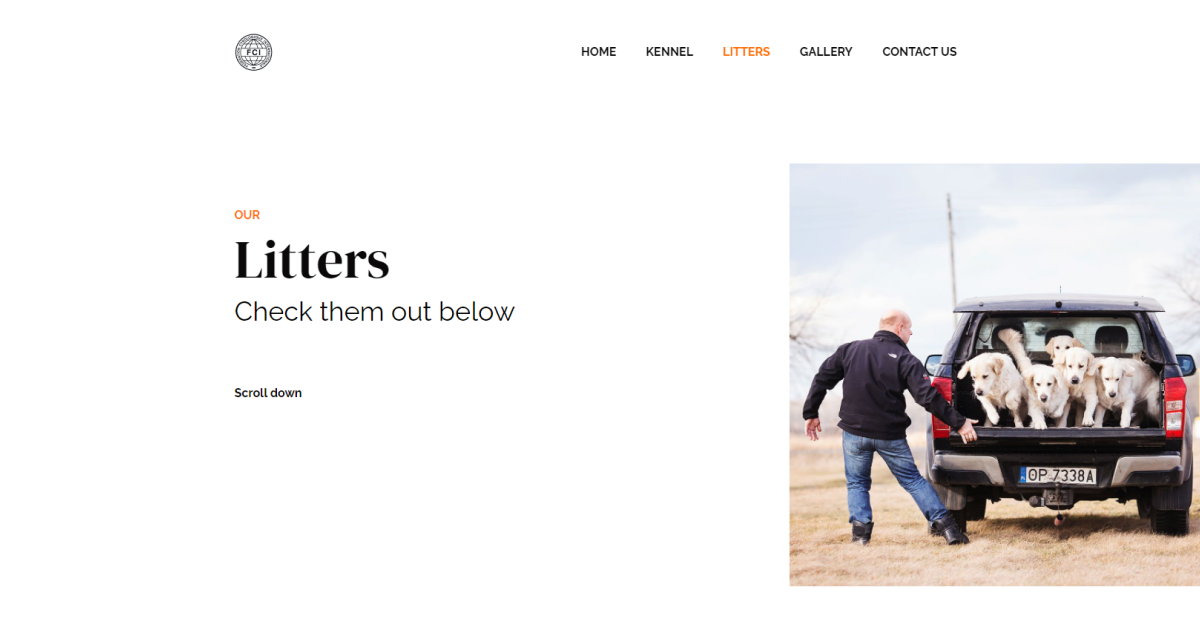 FCI
HOME KENNEL LITTERS GALLERY CONTACT US
OUR
Litters
Check them out below
Scroll down
OP 7338A